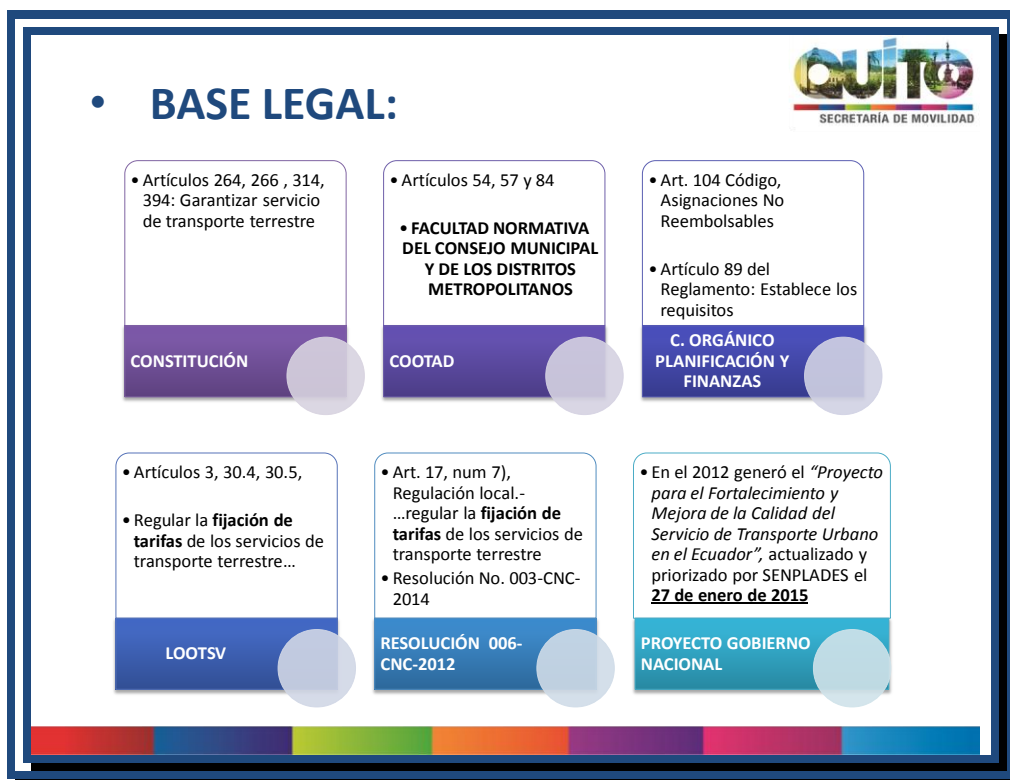 QUITO
SECRETARÍA DE MOVILIDAD
• BASE LEGAL:
• Artículos 264, 266 , 314,
394: Garantizar servicio
de transporte terrestre
CONSTITUCIÓN
• Artículos 54, 57 y 84
• FACULTAD NORMATIVA
DEL CONSEJO MUNICIPAL
Y DE LOS DISTRITOS
METROPOLITANOS
COOTAD
• Art. 104 Código,
Asignaciones No
Reembolsables
• Artículo 89 del
Reglamento: Establece los
requisitos
C. ORGÁNICO
PLANIFICACIÓN Y
FINANZAS
• Artículos 3, 30.4, 30.5,
• Regular la fijación de
tarifas de los servicios de
transporte terrestre…
LOOTSV
• Art. 17, num 7),
Regulación local.-
…regular la fijación de
tarifas de los servicios de
transporte terrestre
• Resolución No. 003-CNC-
2014
RESOLUCIÓN 006-
CNC-2012
• En el 2012 generó el “Proyecto
para el Fortalecimiento y
Mejora de la Calidad del
Servicio de Transporte Urbano
en el Ecuador”, actualizado y
priorizado por SENPLADES el
27 de enero de 2015
PROYECTO GOBIERNO
NACIONAL